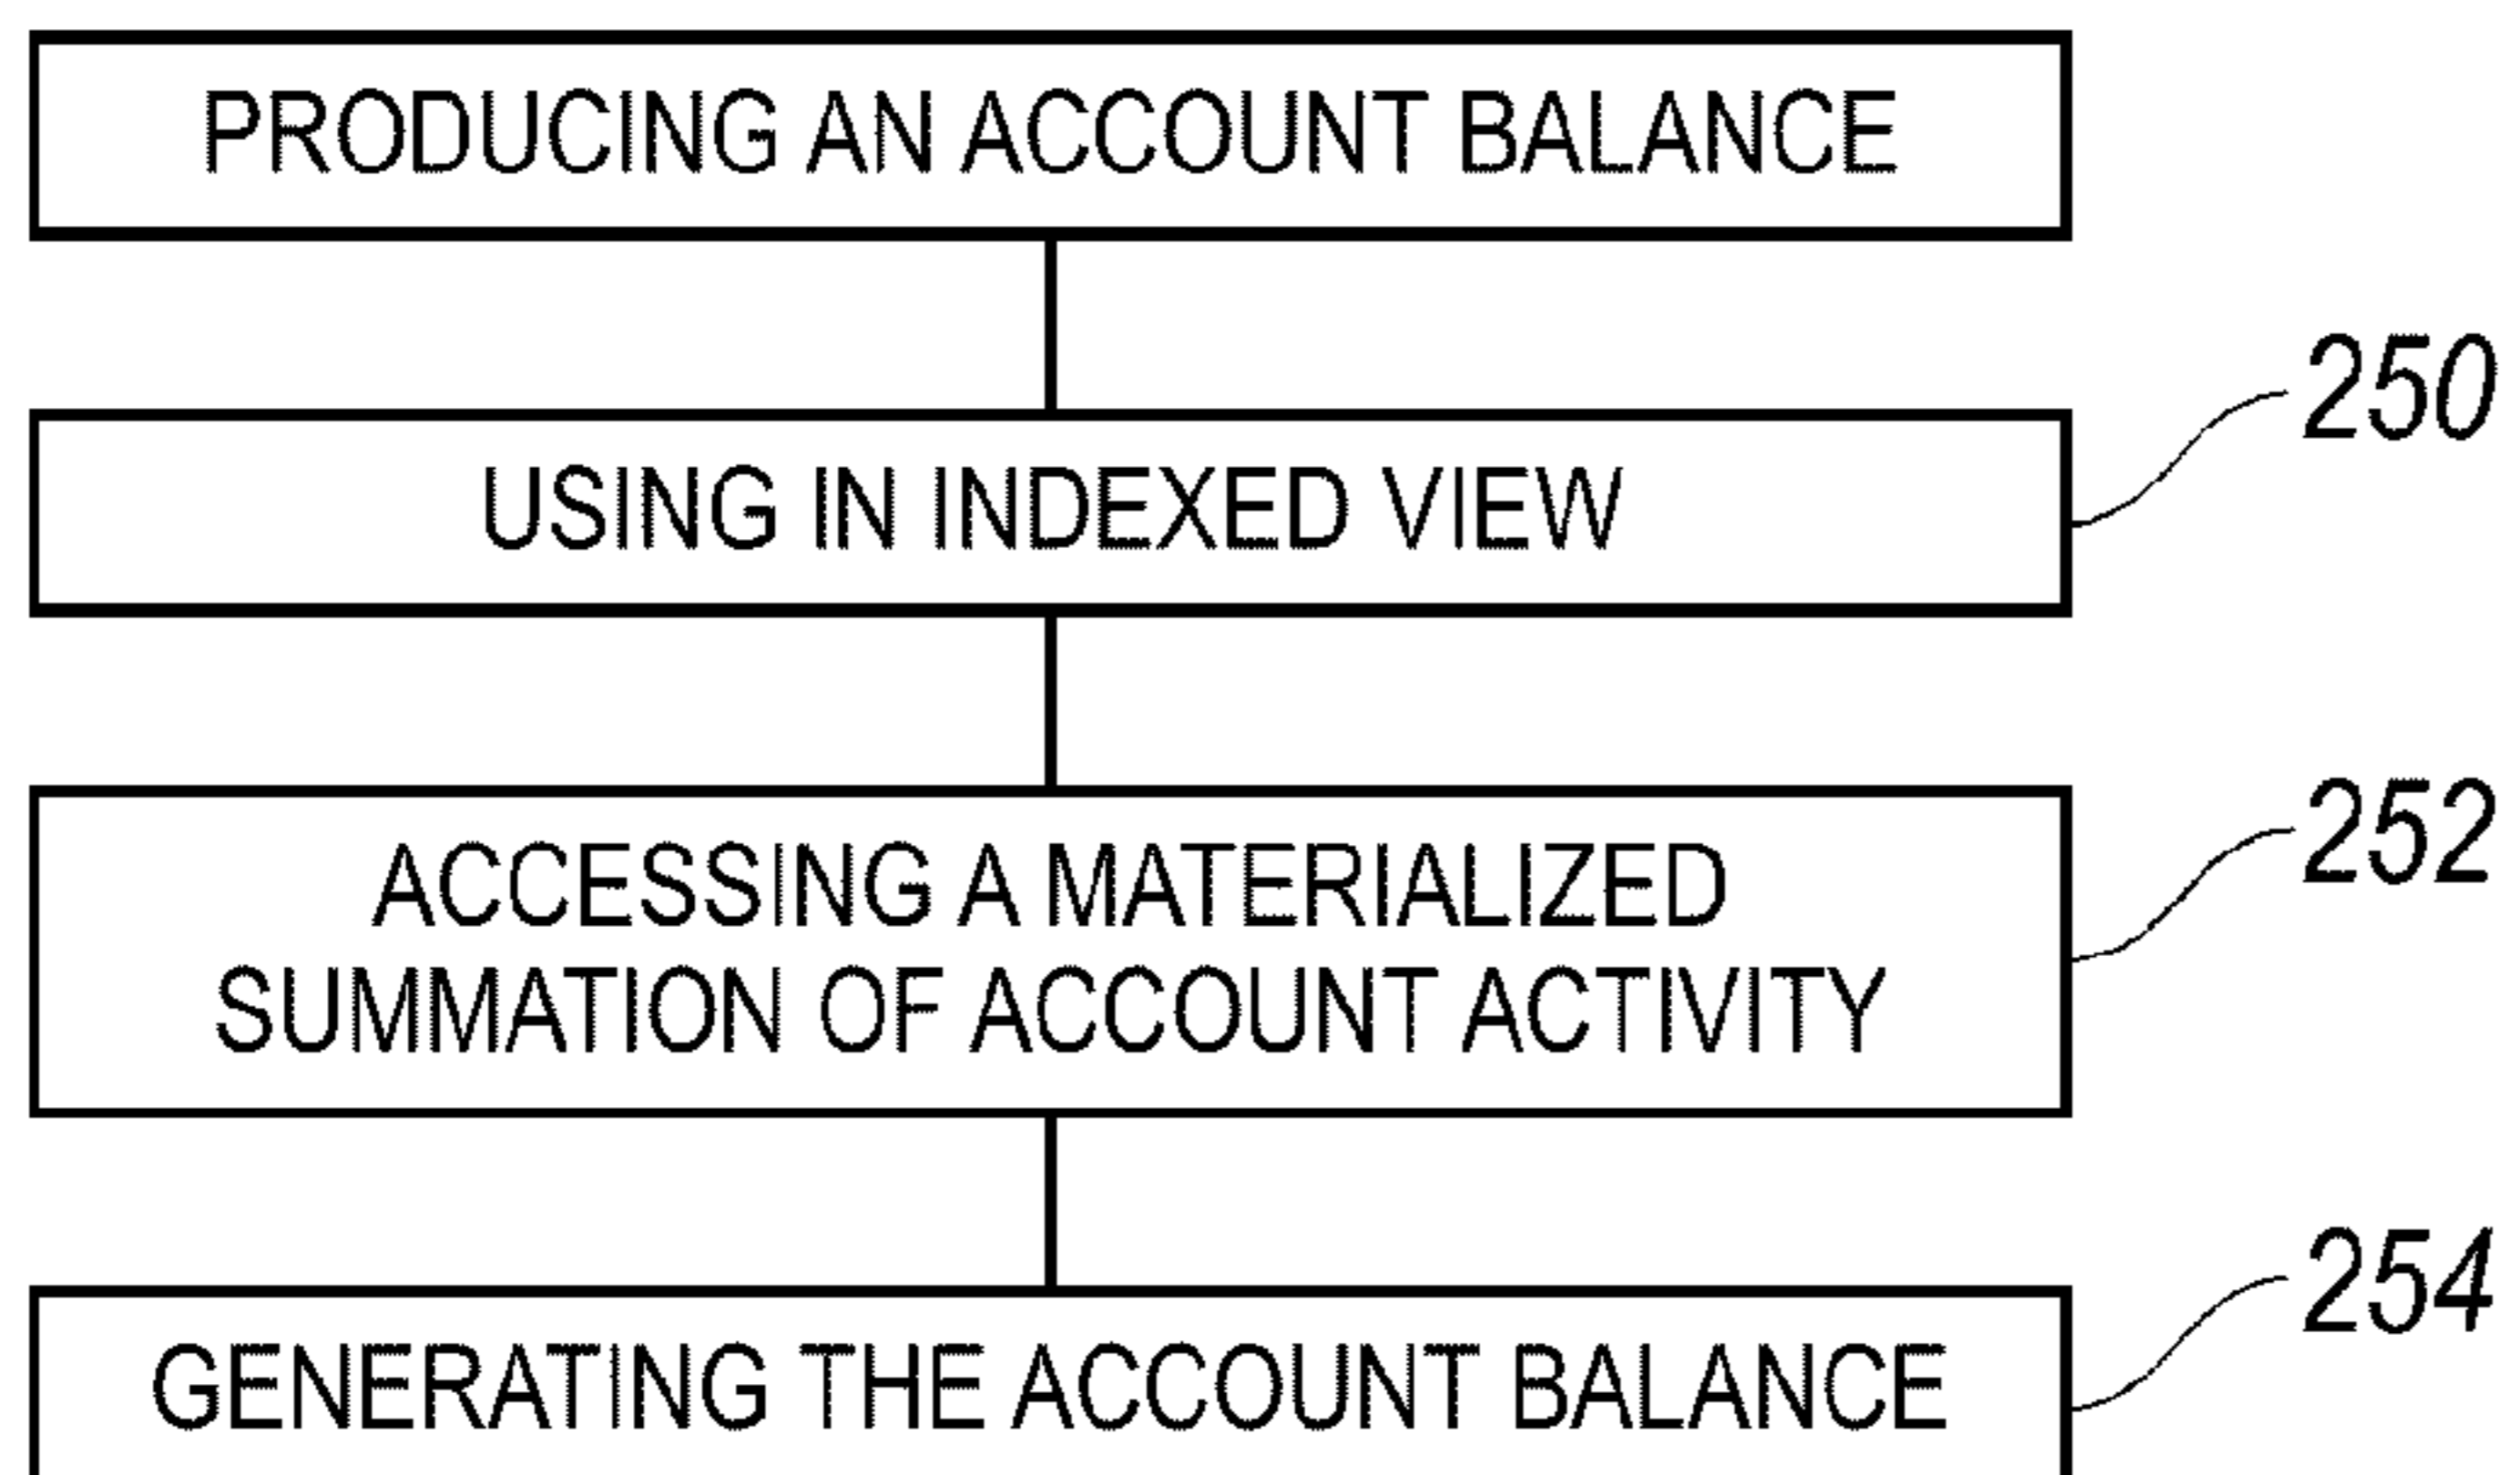 PRODUCING AN ACCOUNT BALANCE
250
USING IN INDEXED VIEW
252
ACCESSING A MATERIALIZED
SUMMATION OF ACCOUNT ACTIVITY
254
GENERATING THE ACCOUNT BALANCE